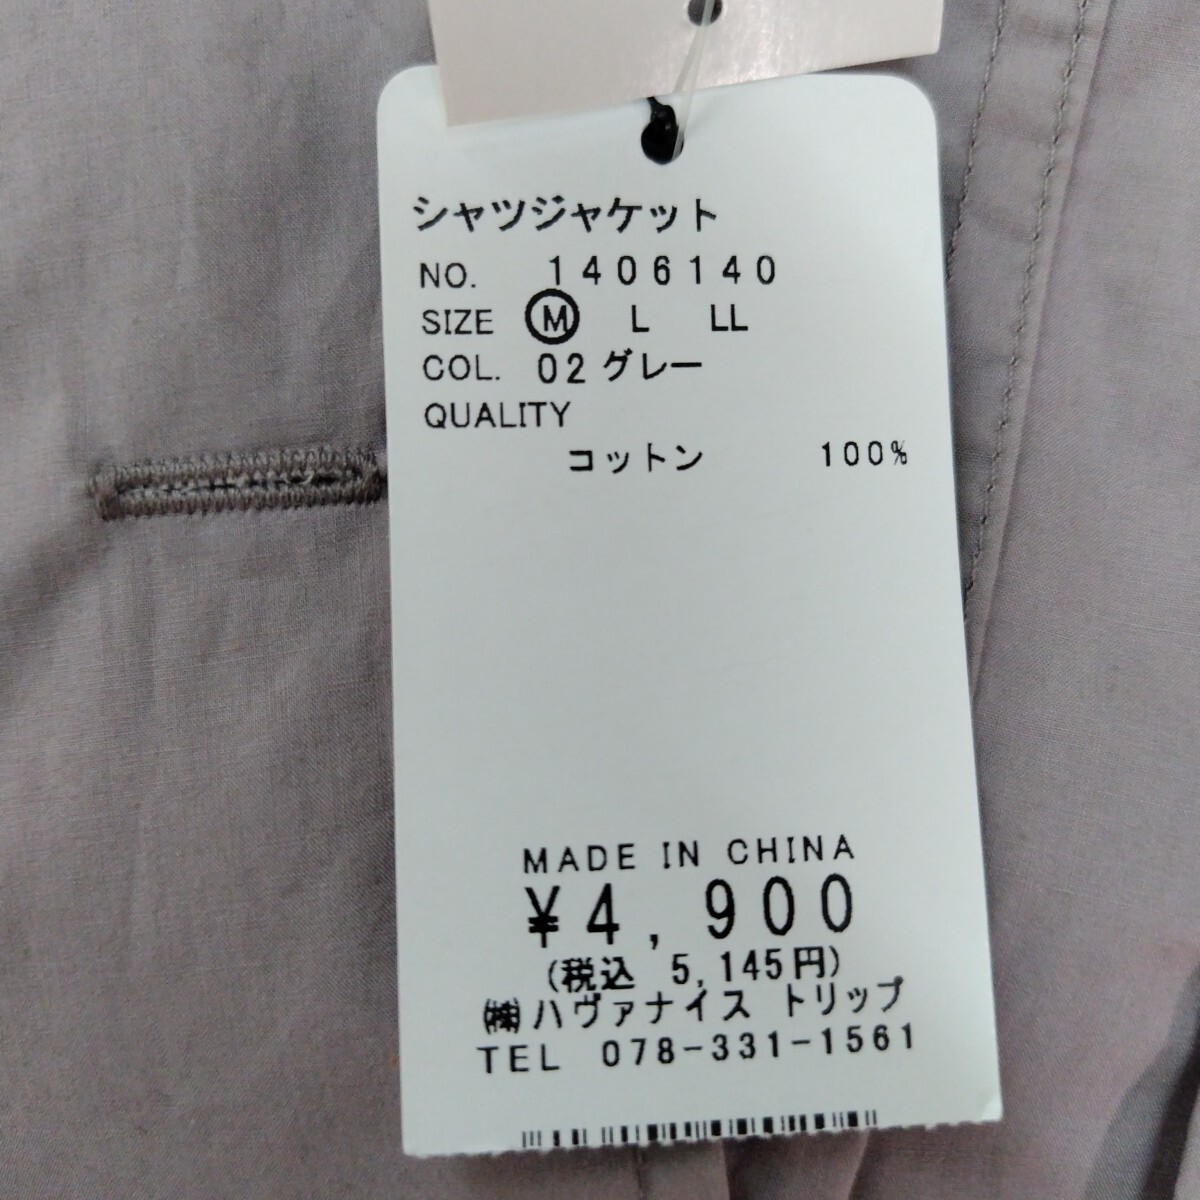 シャツジャケット
NO. 1406140
SIZE M L LL
COL. 02グレー
QUALITY
コットン 100%
MADE IN CHINA
¥4,900
(税込 5,145円)
㈱ハヴァナイス トリップ
TEL 078-331-1561